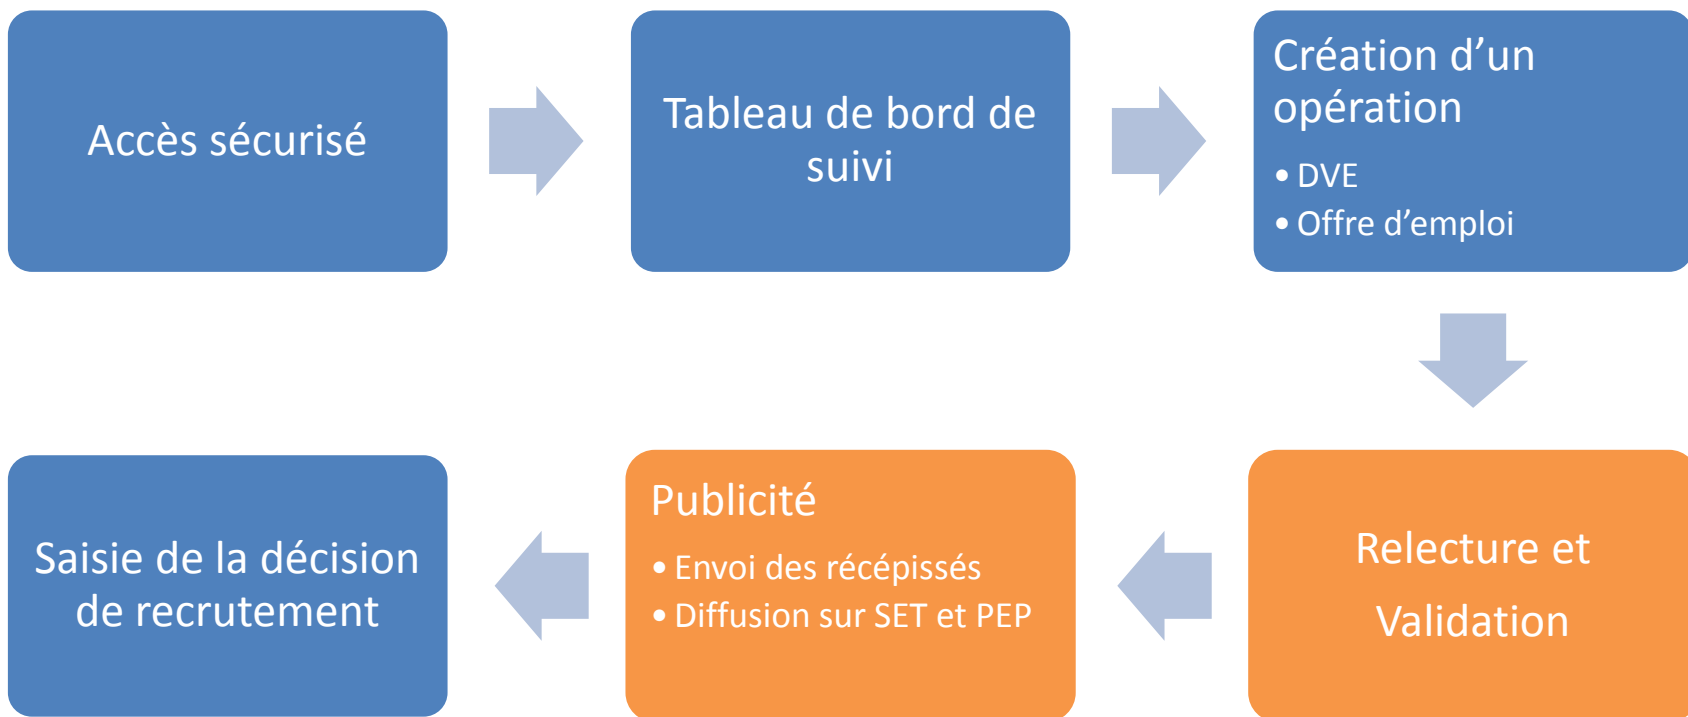 Accès sécurisé
Tableau de bord de
suivi
Création d’un
opération
• DVE
• Offre d’emploi
Relecture et
Validation
Publicité
• Envoi des récépissés
• Diffusion sur SET et PEP
Saisie de la décision
de recrutement